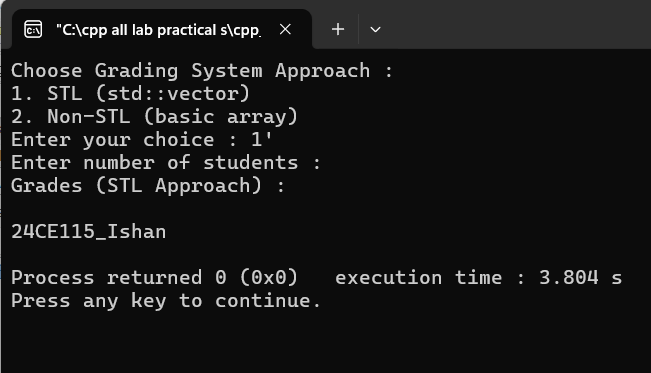 "C:\cpp all lab practical s\cpp_
Choose Grading System Approach :
1. STL (std::vector)
2. Non-STL (basic array)
Enter your choice : 1'
Enter number of students :
Grades (STL Approach) :
24CE115_Ishan
Process returned 0 (0x0)   execution time : 3.804 s
Press any key to continue.